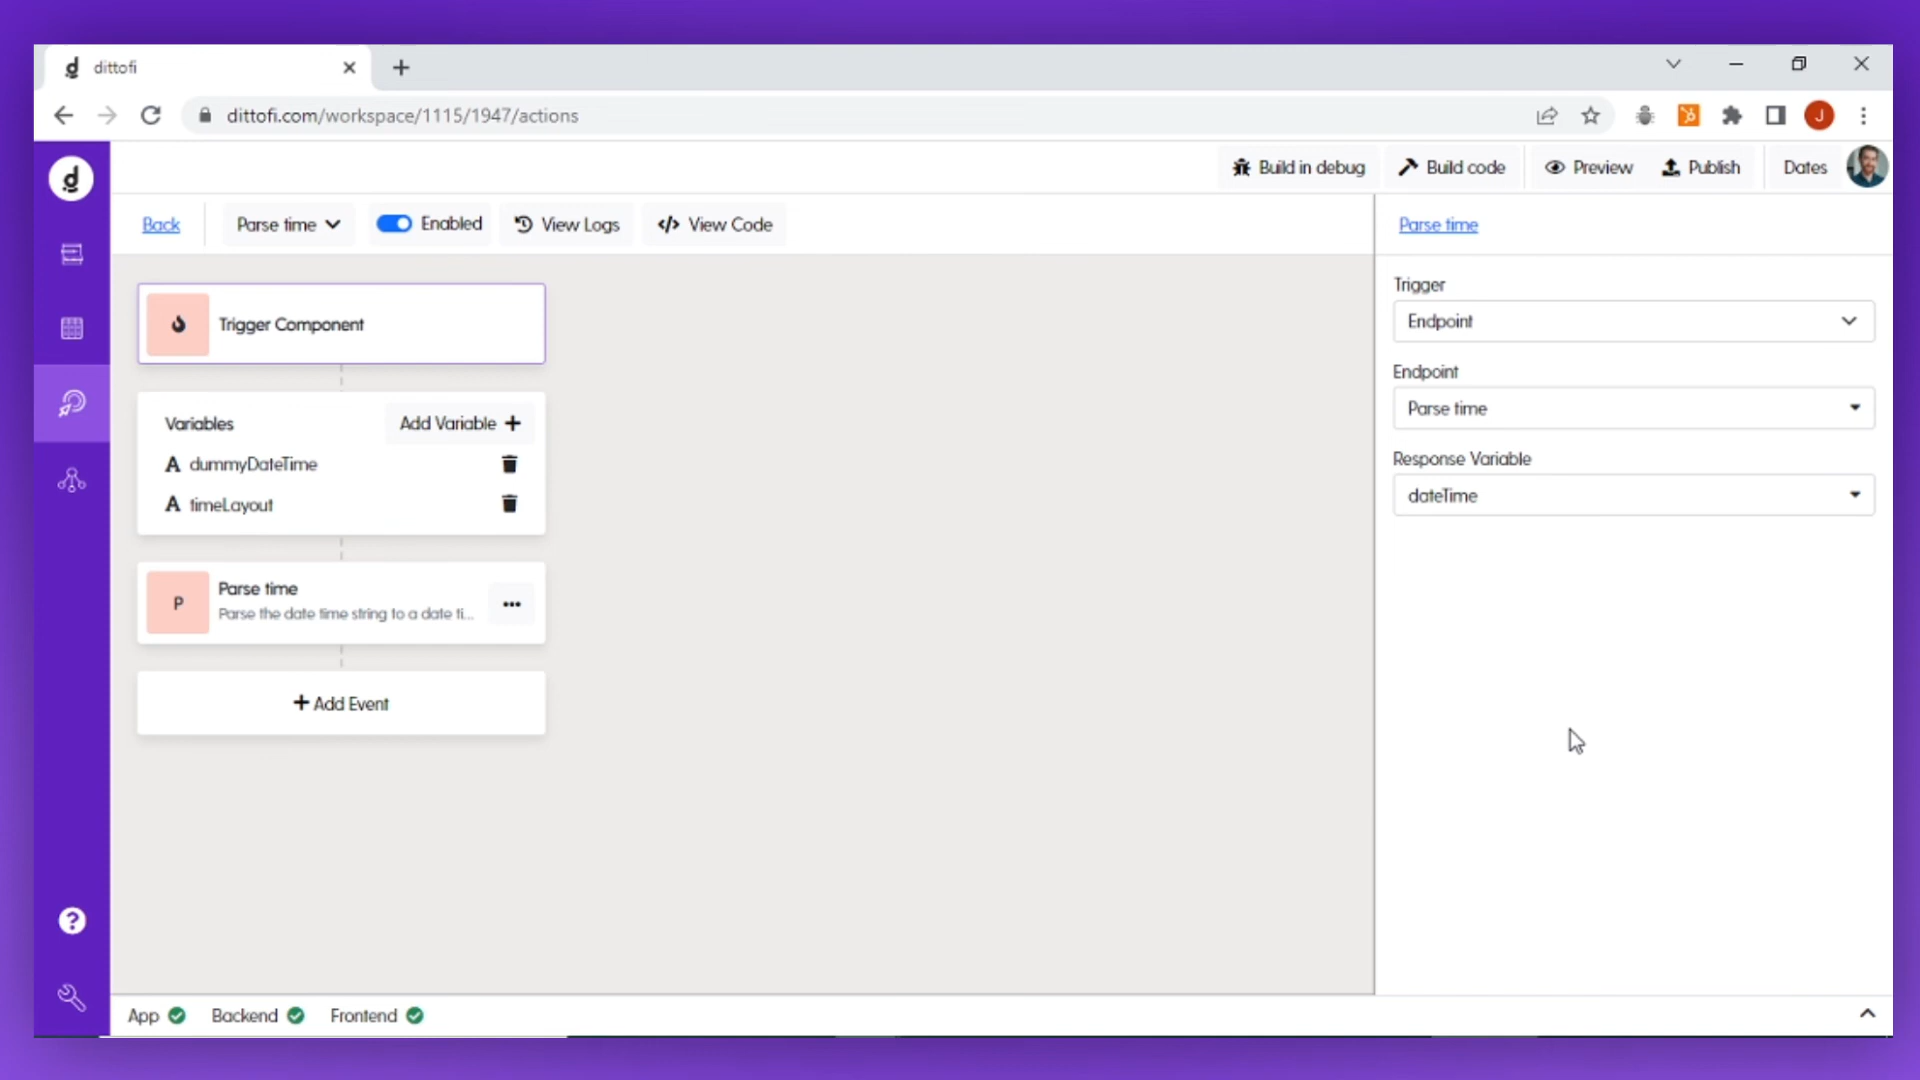 dittofi
dittofi.com/workspace/1115/1947/actions
J
d
Build in debug
Build code
Preview
Publish
Dates
Back
Parse time
Enabled
View Logs
</> View Code
Parse time
Trigger Component
Trigger
Endpoint
Endpoint
Parse time
Response Variable
dateTime
Variables
Add Variable +
A dummyDateTime
A timeLayout
P
Parse time
Parse the date time string to a date ti...
+ Add Event
?
App
Backend
Frontend